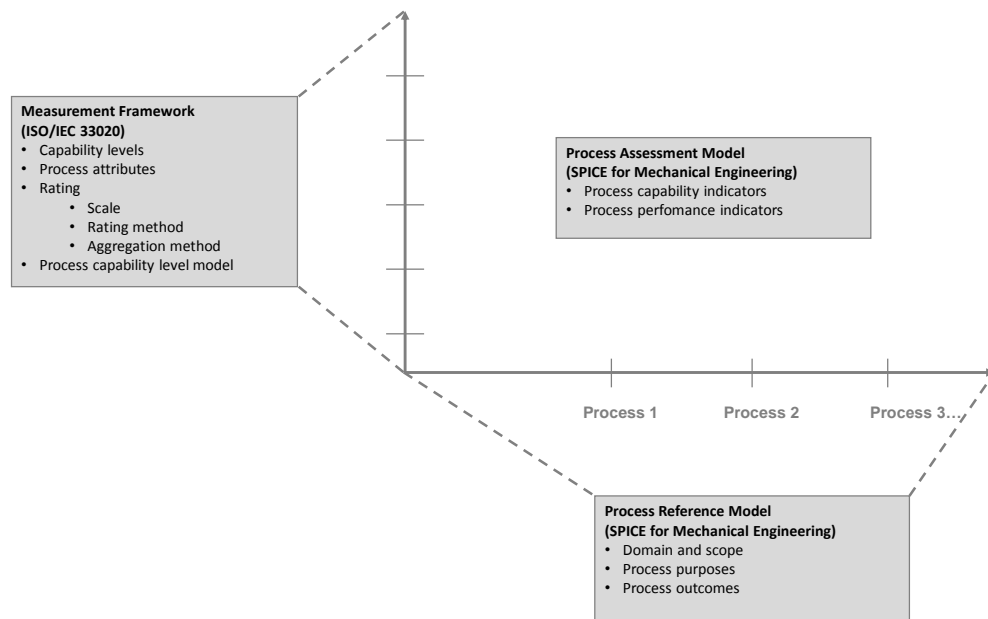 Measurement Framework
(ISO/IEC 33020)
• Capability levels
• Process attributes
• Rating
• Scale
• Rating method
• Aggregation method
• Process capability level model
Process Assessment Model
(SPICE for Mechanical Engineering)
• Process capability indicators
• Process perfomance indicators
Process 1 Process 2 Process 3…
Process Reference Model
(SPICE for Mechanical Engineering)
• Domain and scope
• Process purposes
• Process outcomes